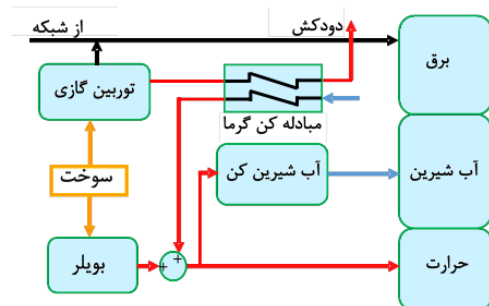 از شبکه
دودکش
برق
توربین گازی
مبادله کن گرما
سوخت
آب شیرین کن
آب شیرین
بویلر
+
+
حرارت